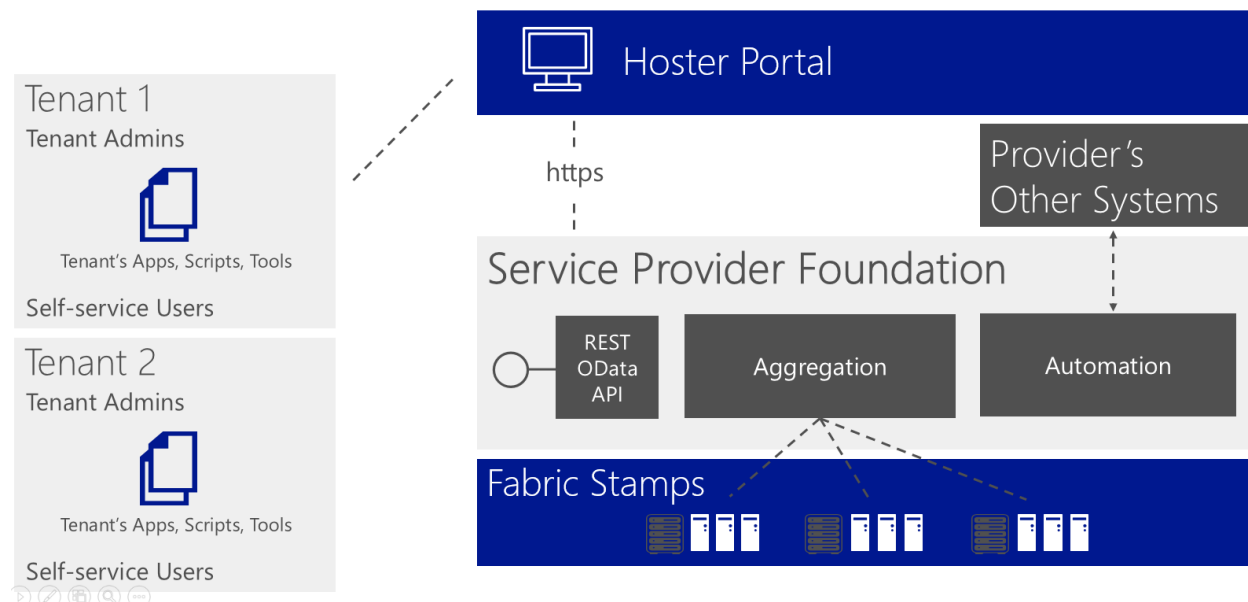 Hoster Portal
Tenant 1
Tenant Admins
Tenant's Apps, Scripts, Tools
Self-service Users
https
Provider's
Other Systems
Service Provider Foundation
REST
OData
API
Aggregation
Automation
Tenant 2
Tenant Admins
Tenant's Apps, Scripts, Tools
Self-service Users
Fabric Stamps